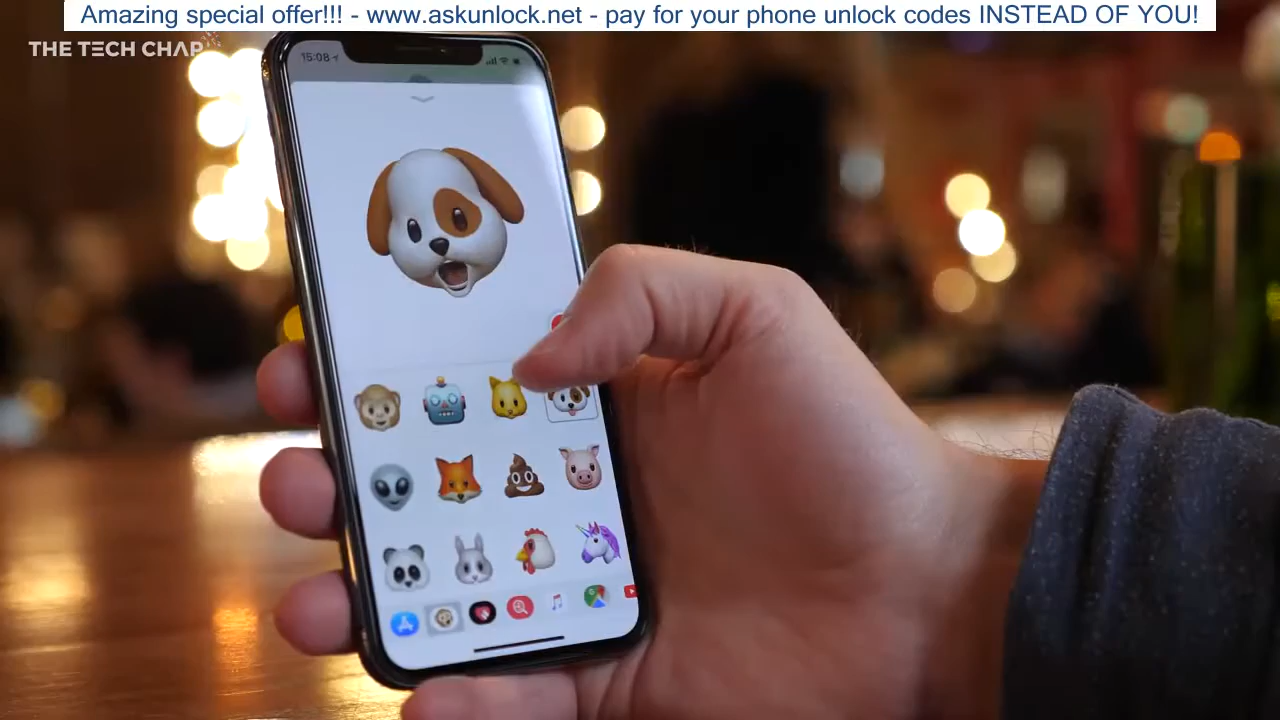 Amazing special offer!!! - www.askunlock.net - pay for your phone unlock codes INSTEAD OF YOU!
THE TECH CHAP
15:08